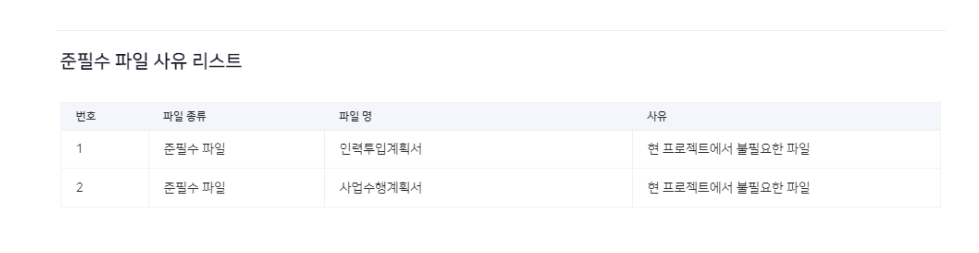 준필수 파일 사유 리스트
번호 파일 종류 파일 명 사유
1 준필수 파일 인력투입계획서 현 프로젝트에서 불필요한 파일
2 준필수 파일 사업수행계획서 현 프로젝트에서 불필요한 파일